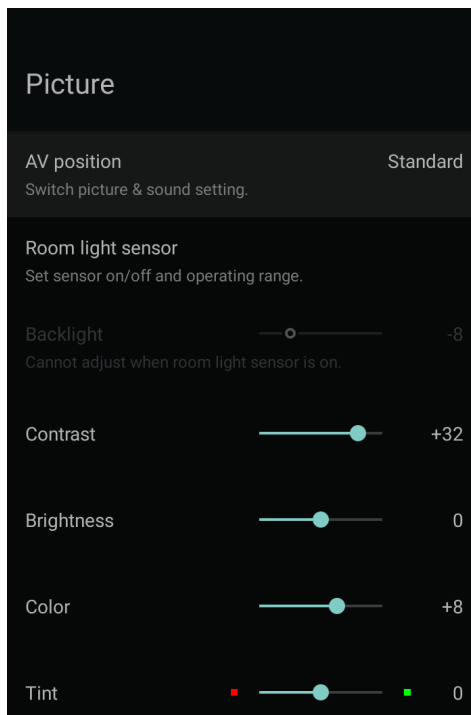 Picture
AV position Standard
Switch picture & sound setting.
Room light sensor
Set sensor on/off and operating range.
Backlight -8
Cannot adjust when room light sensor is on.
Contrast +32
Brightness 0
Color +8
Tint 0